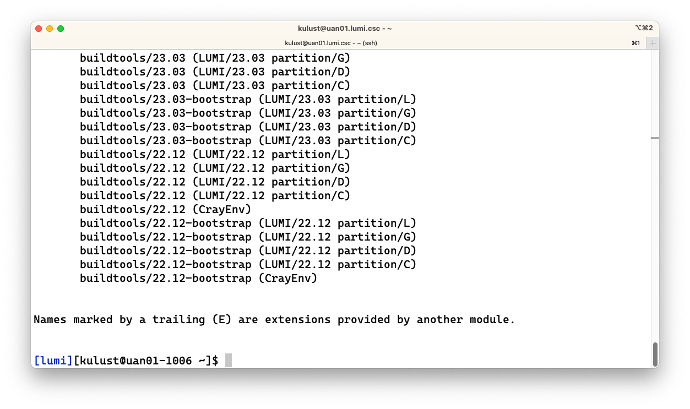 kulust@uan01.lumi.csc - ~
⌥⌘2
kulust@uan01.lumi.csc - ~ (ssh)
⌘1
+
buildtools/23.03 (LUMI/23.03 partition/G)
buildtools/23.03 (LUMI/23.03 partition/D)
buildtools/23.03 (LUMI/23.03 partition/C)
buildtools/23.03-bootstrap (LUMI/23.03 partition/L)
buildtools/23.03-bootstrap (LUMI/23.03 partition/G)
buildtools/23.03-bootstrap (LUMI/23.03 partition/D)
buildtools/23.03-bootstrap (LUMI/23.03 partition/C)
buildtools/22.12 (LUMI/22.12 partition/L)
buildtools/22.12 (LUMI/22.12 partition/G)
buildtools/22.12 (LUMI/22.12 partition/D)
buildtools/22.12 (LUMI/22.12 partition/C)
buildtools/22.12 (CrayEnv)
buildtools/22.12-bootstrap (LUMI/22.12 partition/L)
buildtools/22.12-bootstrap (LUMI/22.12 partition/G)
buildtools/22.12-bootstrap (LUMI/22.12 partition/D)
buildtools/22.12-bootstrap (LUMI/22.12 partition/C)
buildtools/22.12-bootstrap (CrayEnv)
Names marked by a trailing (E) are extensions provided by another module.
[lumi][kulust@uan01-1006 ~]$